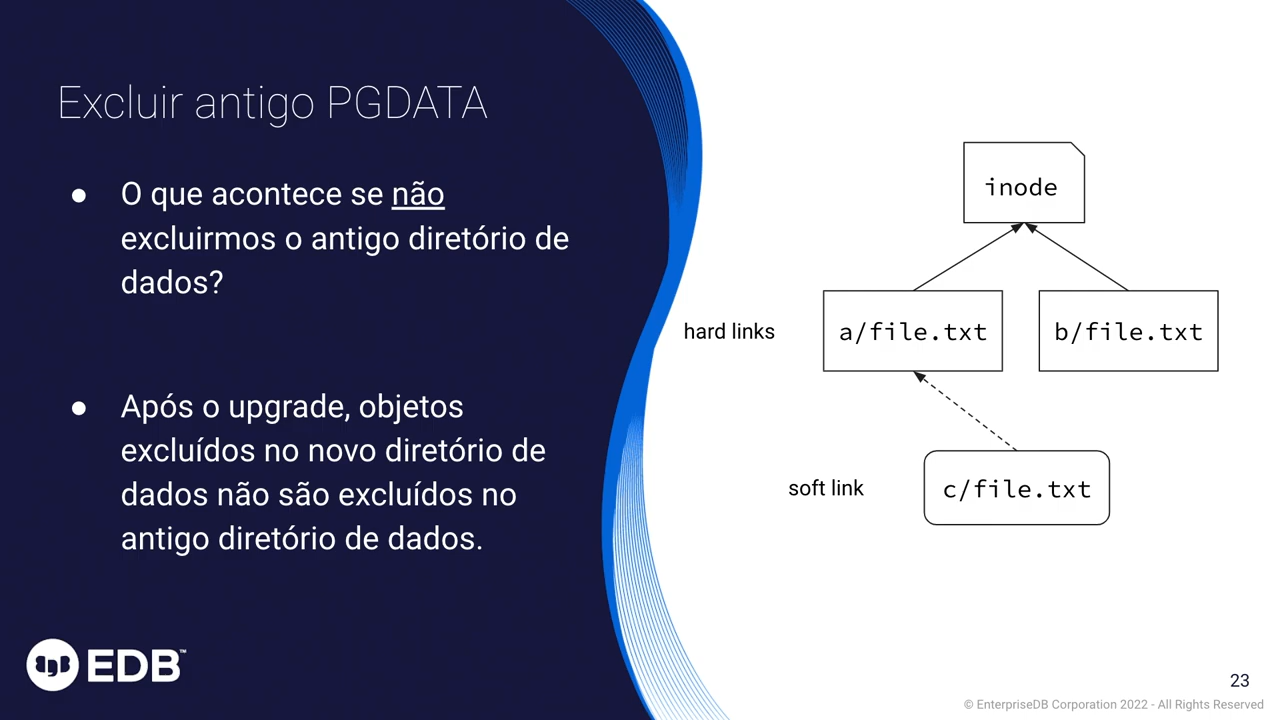 Excluir antigo PGDATA
● O que acontece se não
excluirmos o antigo diretório de
dados?
● Após o upgrade, objetos
excluídos no novo diretório de
dados não são excluídos no
antigo diretório de dados.
inode
hard links
a/file.txt
b/file.txt
soft link
c/file.txt
EDB™
23
© EnterpriseDB Corporation 2022 - All Rights Reserved